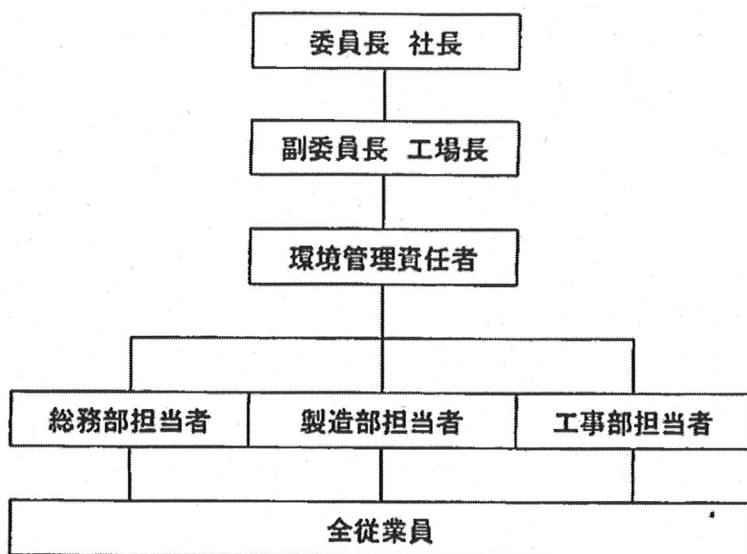 委員長 社長
副委員長 工場長
環境管理資任者
総務部担当者 製造部担当者 工事部担当者
全従業員